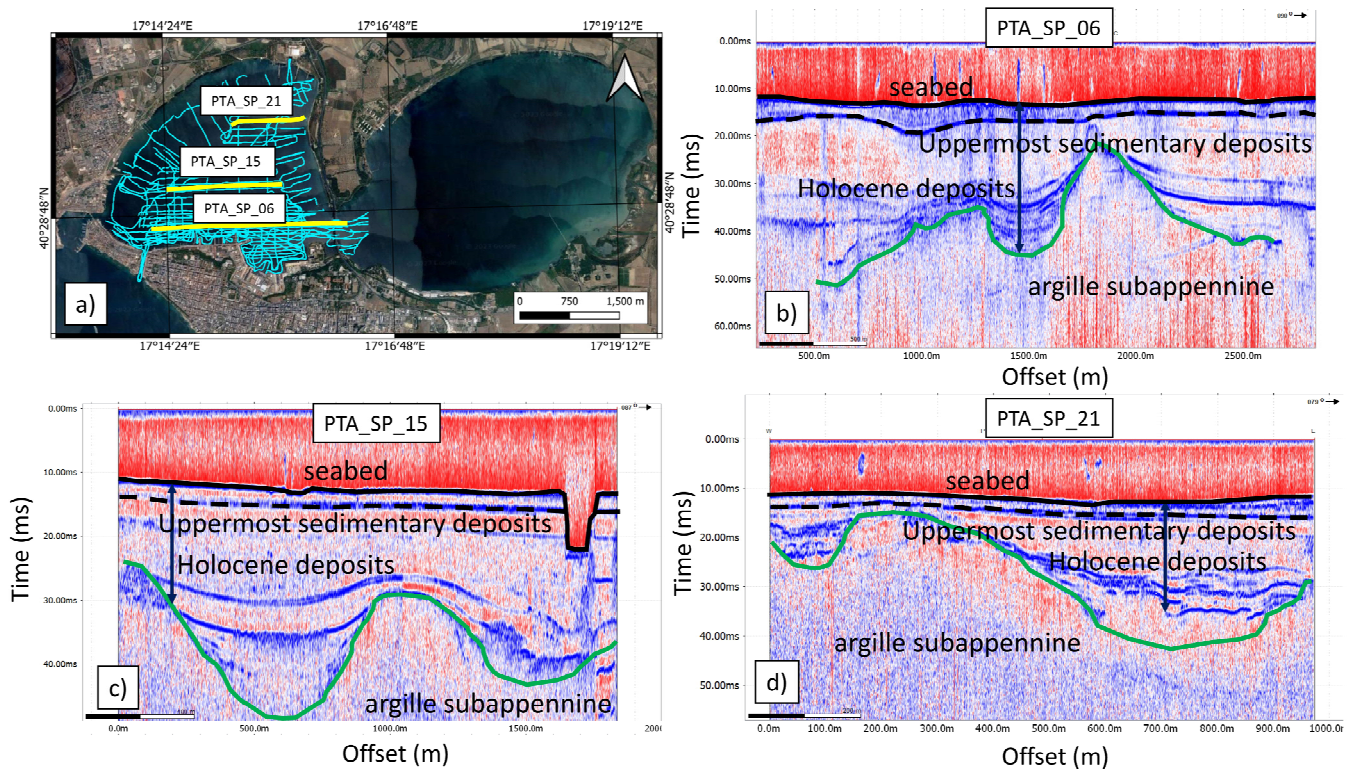 17°14'24"E
17°16'48"E
17°19'12"E
PTA_SP_21
PTA_SP_15
PTA_SP_06
40°28'48"N
40°28'48"N
0 750 1,500 m
a)
17°14'24"E
17°16'48"E
17°19'12"E
PTA_SP_06
090°
0.00ms
10.00ms
20.00ms
30.00ms
40.00ms
50.00ms
60.00ms
Time (ms)
seabed
Uppermost sedimentary deposits
Holocene deposits
argille subappennine
b)
500 m
500.0m
1000.0m
1500.0m
2000.0m
2500.0m
Offset (m)
PTA_SP_15
087°
0.00ms
10.00ms
20.00ms
30.00ms
40.00ms
Time (ms)
seabed
Uppermost sedimentary deposits
Holocene deposits
argille subappennine
c)
500 m
0.0m
500.0m
1000.0m
1500.0m
2000
Offset (m)
PTA_SP_21
079°
W
0.00ms
10.00ms
20.00ms
30.00ms
40.00ms
50.00ms
Time (ms)
seabed
Uppermost sedimentary deposits
Holocene deposits
argille subappennine
d)
200 m
0.0m
100.0m
200.0m
300.0m
400.0m
500.0m
600.0m
700.0m
800.0m
900.0m
1000.0m
Offset (m)